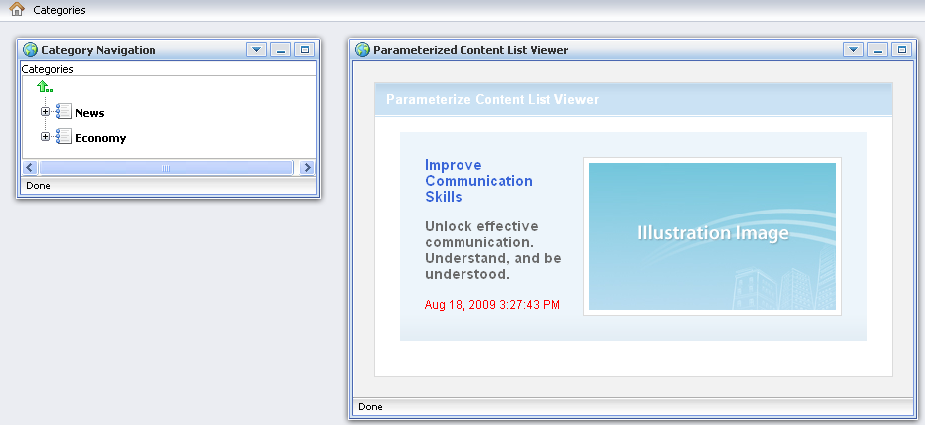 Categories
Category Navigation
Categories
News
Economy
Done
Parameterized Content List Viewer
Parameterize Content List Viewer
Improve
Communication
Skills
Unlock effective
communication.
Understand, and be
understood.
Aug 18, 2009 3:27:43 PM
Illustration Image
Done